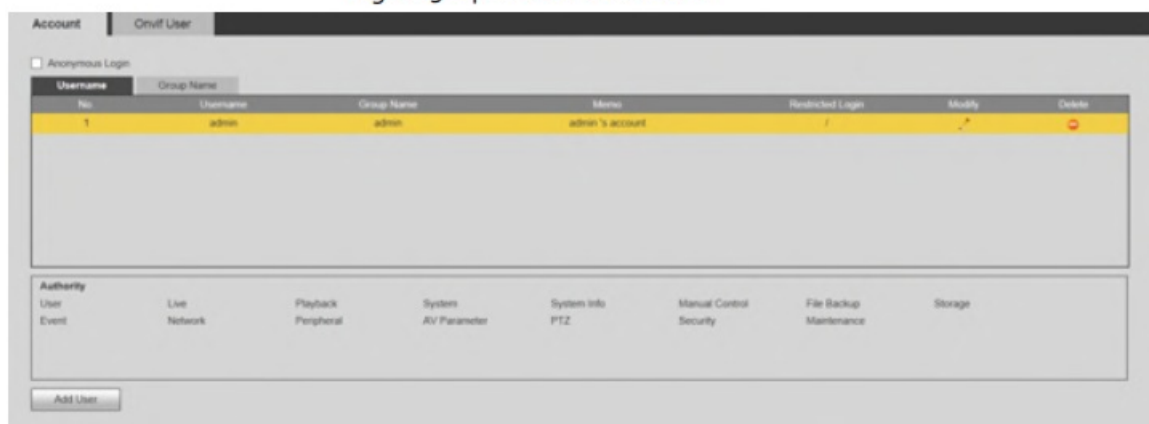 Account Onvif User
Anonymous Login
Username Group Name
No. Username Group Name Memo Restricted Login Modify Delete
1 admin admin admin 's account /
Authority
User Live Playback System System Info Manual Control File Backup Storage
Event Network Peripheral AV Parameter PTZ Security Maintenance
Add User